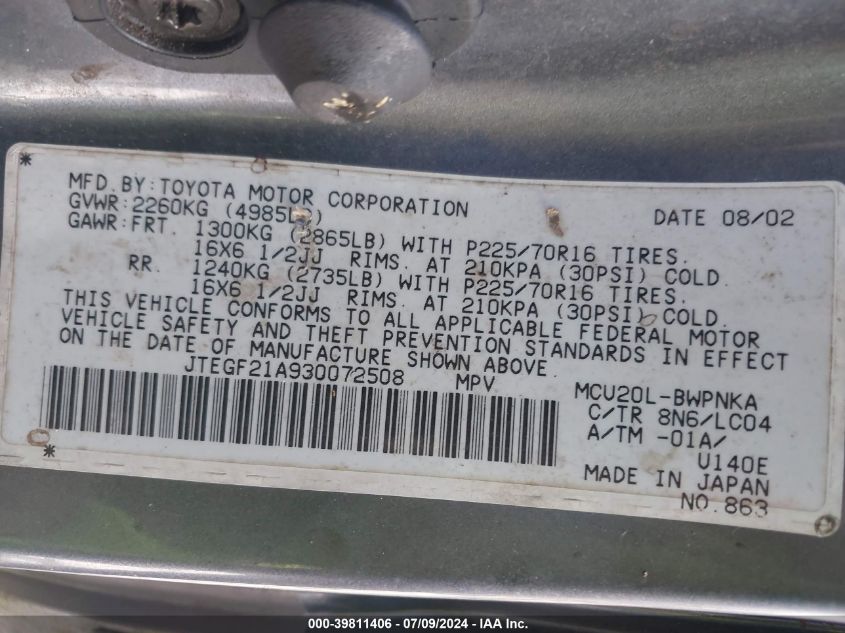 MFD.BY:TOYOTA MOTOR CORPORATION DATE 08/02
GVWR:2260KG (4985LB)
GAWR:FRT. 1300KG (2865LB) WITH P225/70R16 TIRES.
16X6 1/2JJ RIMS. AT 210KPA (30PSI) COLD.
RR. 1240KG (2735LB) WITH P225/70R16 TIRES.
16X6 1/2JJ RIMS. AT 210KPA (30PSI) COLD.
THIS VEHICLE CONFORMS TO ALL APPLICABLE FEDERAL MOTOR
VEHICLE SAFETY AND THEFT PREVENTION STANDARDS IN EFFECT
ON THE DATE OF MANUFACTURE SHOWN ABOVE.
JTEGF21A930072508 MPV
MCU20L-BWPNKA
C/TR 8N6/LC04
A/TM -01A/
U140E
MADE IN JAPAN
NO.863
000-39811406 - 07/09/2024 - IAA Inc.